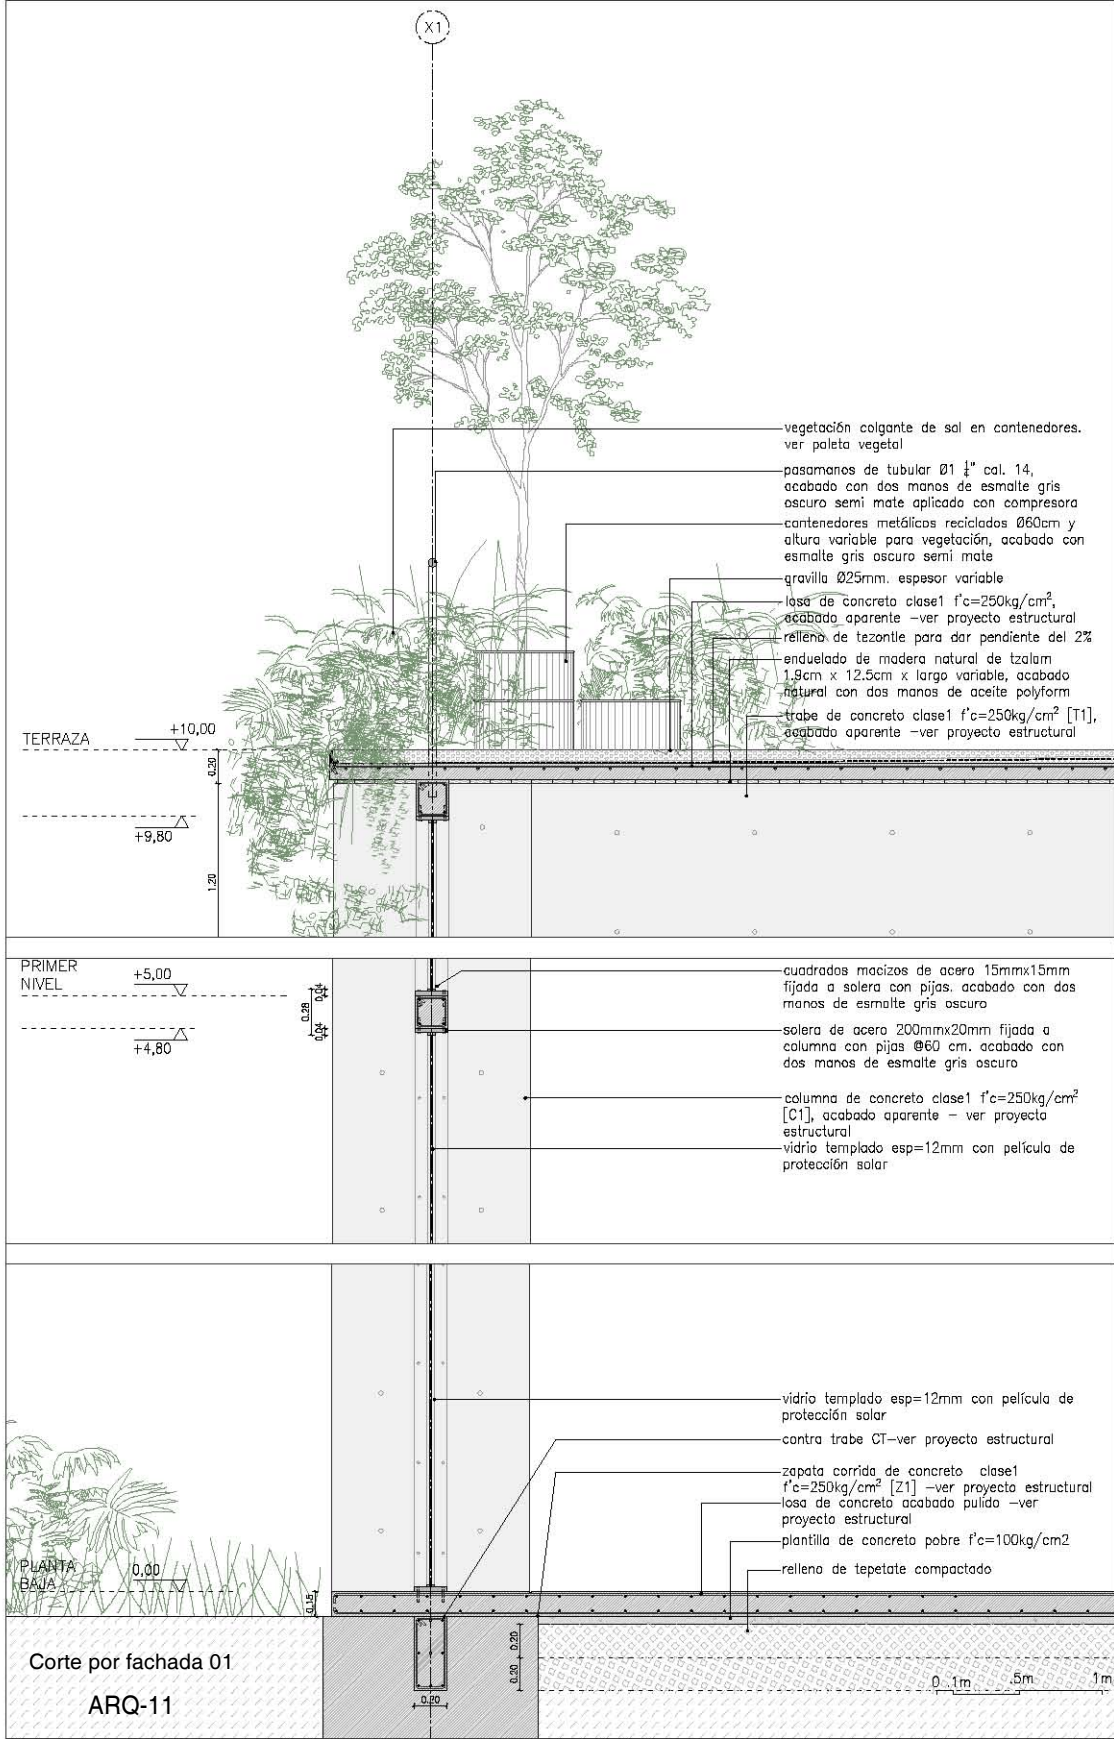 X1
vegetación colgante de sol en contenedores.
ver paleta vegetal
pasamanos de tubular Ø1 ¼" cal. 14,
acabado con dos manos de esmalte gris
oscuro semi mate aplicado con compresora
contenedores metálicos reciclados Ø60cm y
altura variable para vegetación, acabado con
esmalte gris oscuro semi mate
gravilla Ø25mm. espesor variable
losa de concreto clase1 f'c=250kg/cm²,
acabado aparente –ver proyecto estructural
relleno de tezontle para dar pendiente del 2%
enduelado de madera natural de tzalam
1.9cm x 12.5cm x largo variable, acabado
natural con dos manos de aceite polyform
trabe de concreto clase1 f'c=250kg/cm² [T1],
acabado aparente –ver proyecto estructural
TERRAZA
+10,00
0.20
+9,80
1.20
PRIMER
NIVEL
+5,00
0.04
0.28
0.04
+4,80
cuadrados macizos de acero 15mmx15mm
fijada a solera con pijas. acabado con dos
manos de esmalte gris oscuro
solera de acero 200mmx20mm fijada a
columna con pijas @60 cm. acabado con
dos manos de esmalte gris oscuro
columna de concreto clase1 f'c=250kg/cm²
[C1], acabado aparente – ver proyecto
estructural
vidrio templado esp=12mm con película de
protección solar
vidrio templado esp=12mm con película de
protección solar
contra trabe CT–ver proyecto estructural
zapata corrida de concreto clase1
f'c=250kg/cm² [Z1] –ver proyecto estructural
losa de concreto acabado pulido –ver
proyecto estructural
plantilla de concreto pobre f'c=100kg/cm2
relleno de tepetate compactado
PLANTA
BAJA
0,00
0.15
0.20
0.20
0.20
Corte por fachada 01
ARQ-11
0 .1m .5m 1m